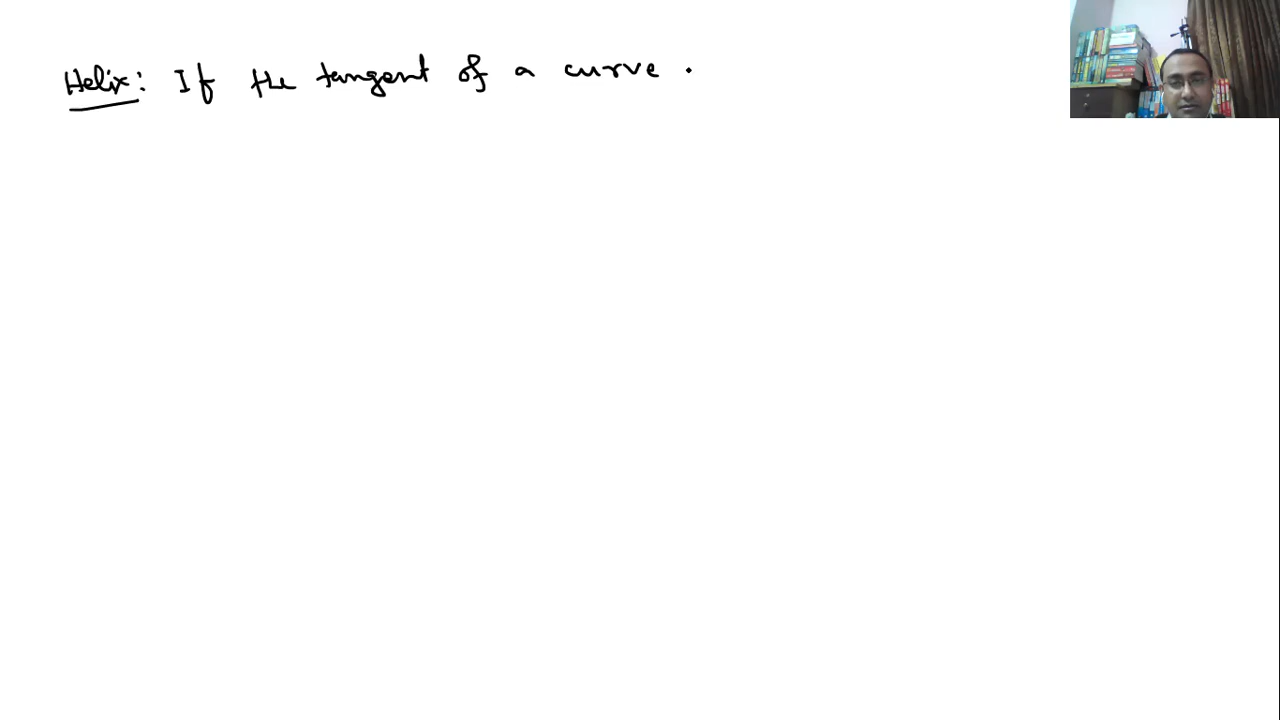 Helix: If the tangent of a curve .